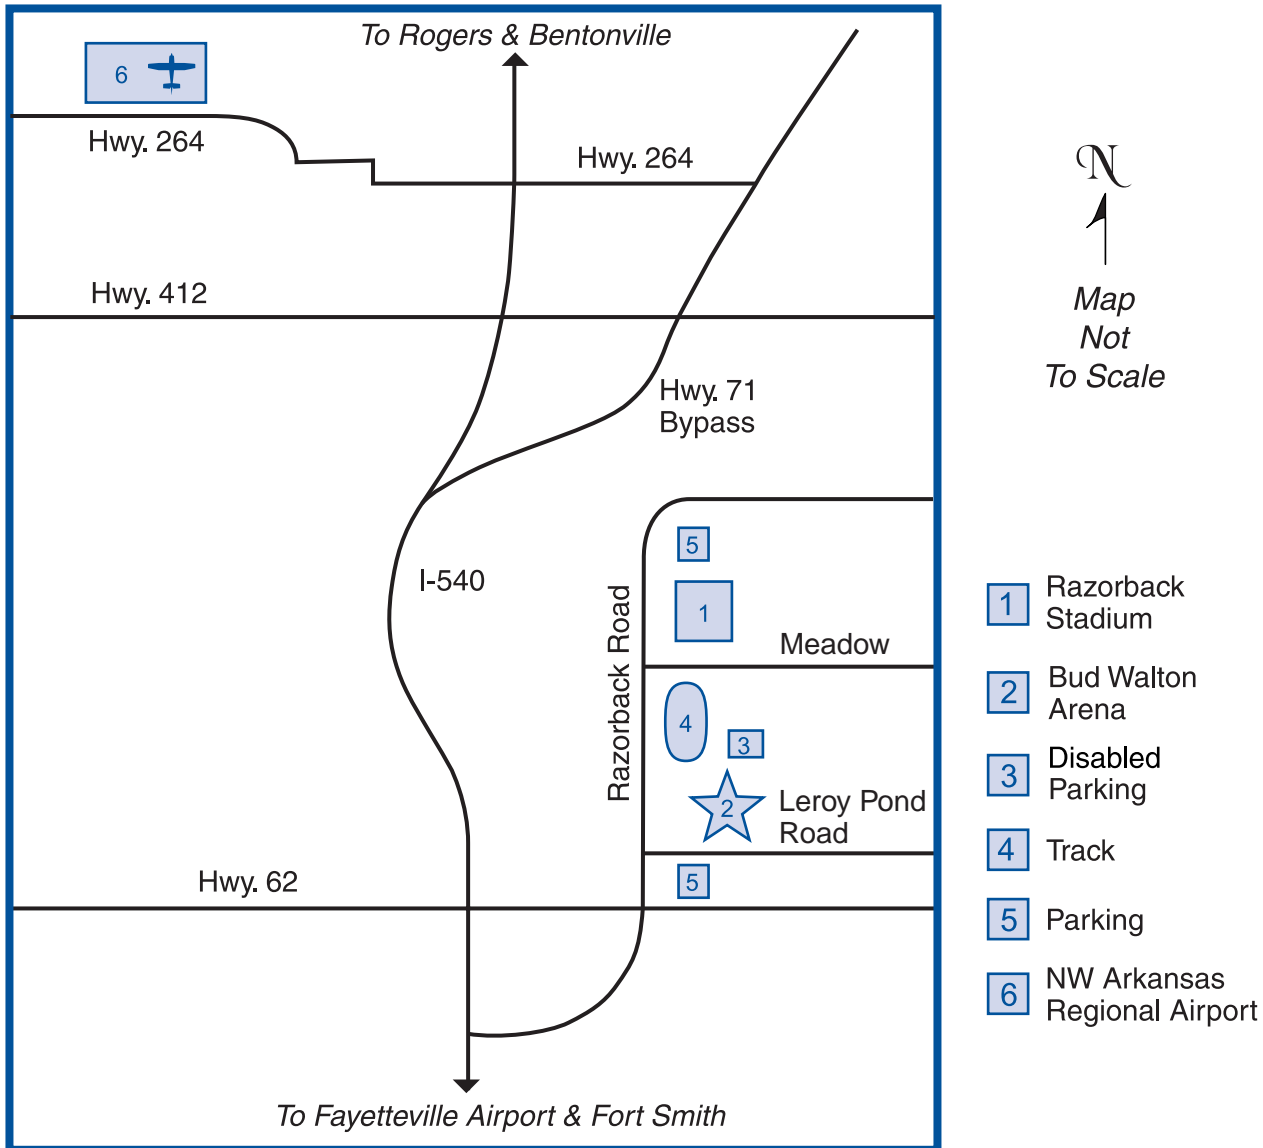 To Rogers & Bentonville
6
Hwy. 264
Hwy. 264
Hwy. 412
Hwy. 71
Bypass
5
I-540
1
Razorback Road
Meadow
4
3
2
Leroy Pond
Road
5
Hwy. 62
To Fayetteville Airport & Fort Smith
N
Map
Not
To Scale
1 Razorback
Stadium
2 Bud Walton
Arena
3 Disabled
Parking
4 Track
5 Parking
6 NW Arkansas
Regional Airport